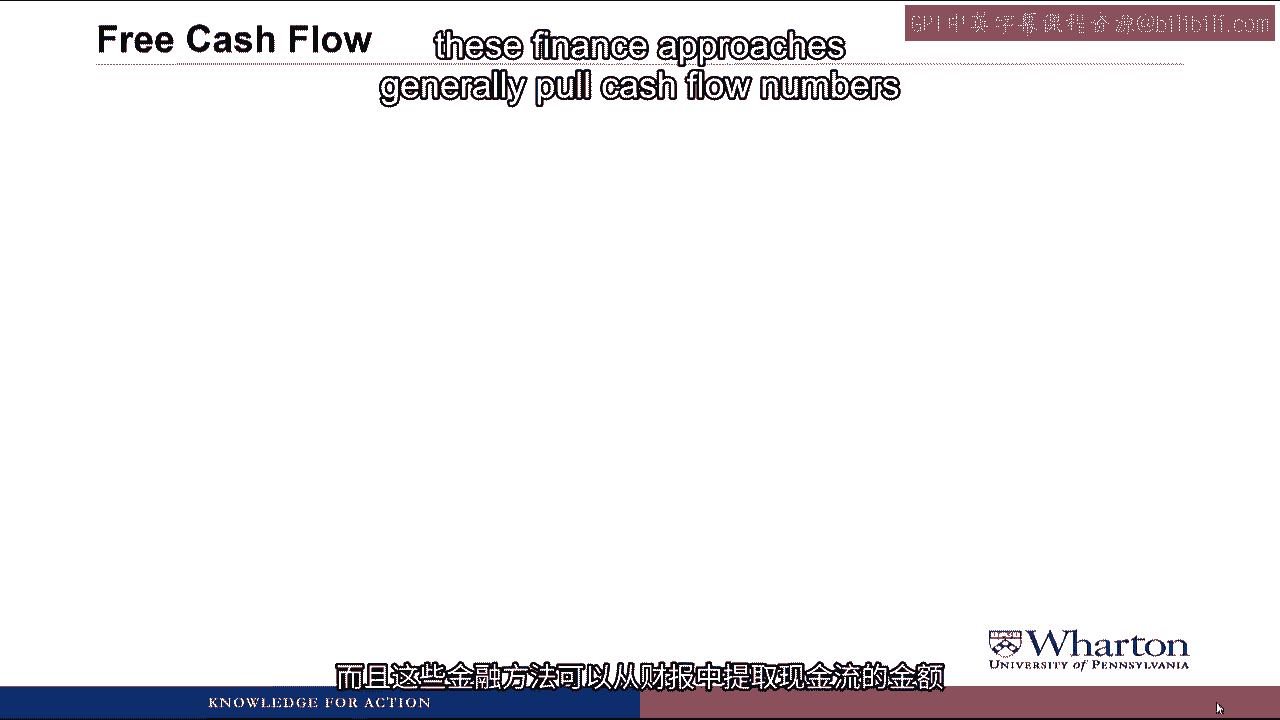 Free Cash Flow
these finance approaches
generally pull cash flow numbers
GPT中英字幕课程资源@bilibili.com
而且这些金融方法可以从财报中提取现金流的金额
Wharton
UNIVERSITY of PENNSYLVANIA
KNOWLEDGE FOR ACTION